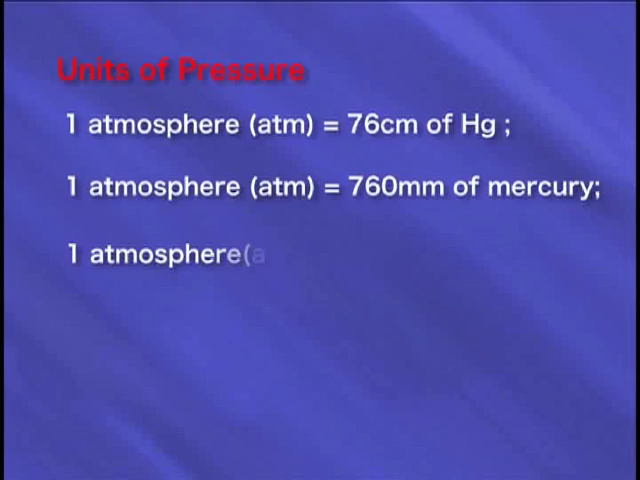 Units of Pressure
1 atmosphere (atm) = 76cm of Hg ;
1 atmosphere (atm) = 760mm of mercury;
1 atmosphere(a